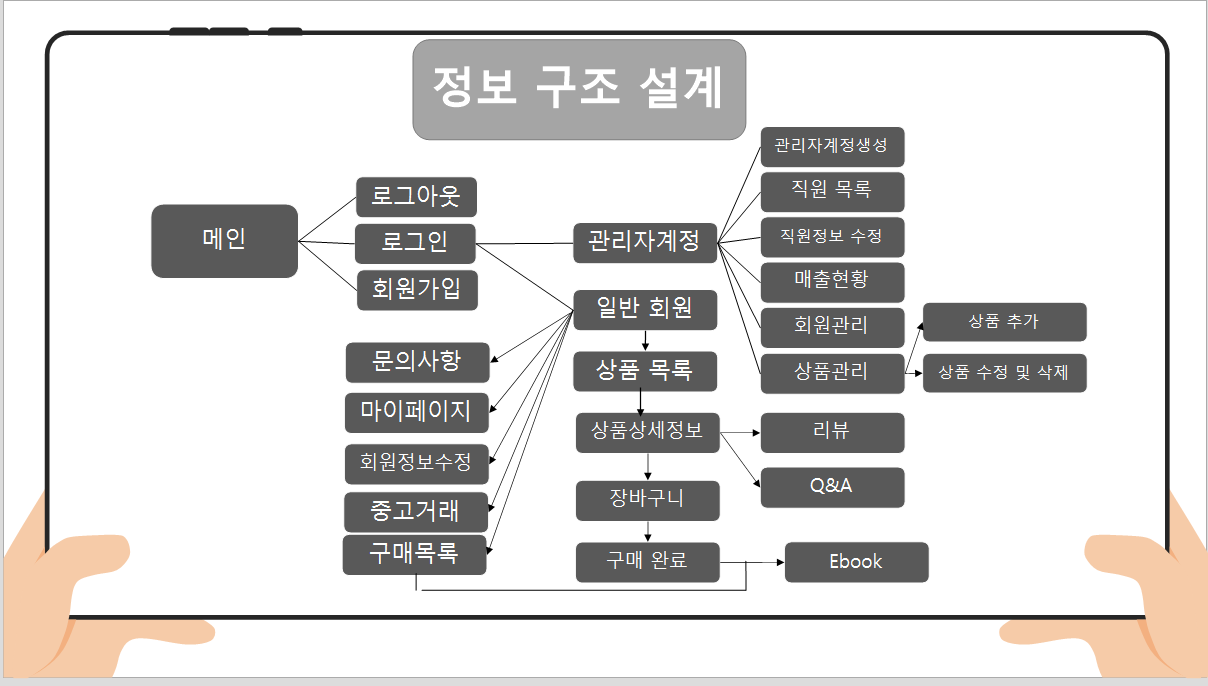 정보 구조 설계
메인
로그아웃
로그인
회원가입
관리자계정
관리자계정생성
직원 목록
직원정보 수정
매출현황
회원관리
상품관리
상품 추가
상품 수정 및 삭제
일반 회원
문의사항
마이페이지
회원정보수정
중고거래
구매목록
상품 목록
상품상세정보
리뷰
Q&A
장바구니
구매 완료
Ebook